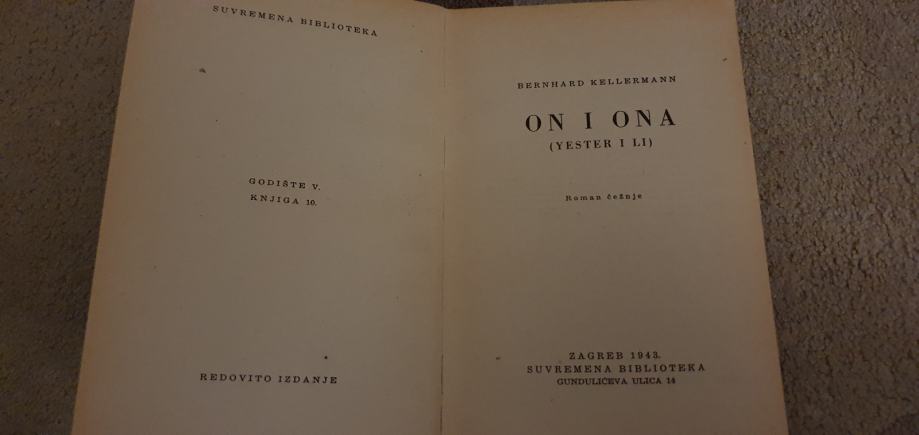 SUVREMENA BIBLIOTEKA
GODIŠTE V.
KNJIGA 10.
REDOVITO IZDANJE
BERNHARD KELLERMANN
ON I ONA
(YESTER I LI)
Roman čežnje
ZAGREB 1943.
SUVREMENA BIBLIOTEKA
GUNDULIĆEVA ULICA 14